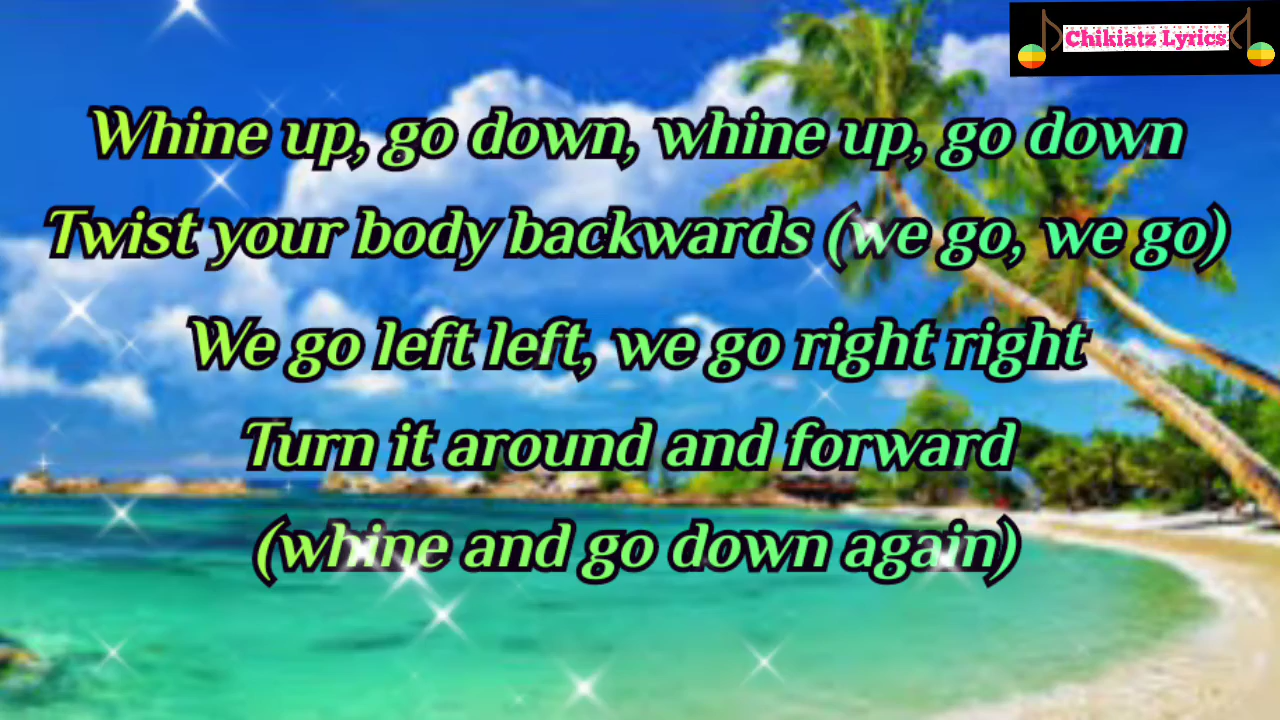 Chikiatz Lyrics
Whine up, go down, whine up, go down
Twist your body backwards (we go, we go)
We go left left, we go right right
Turn it around and forward
(whine and go down again)